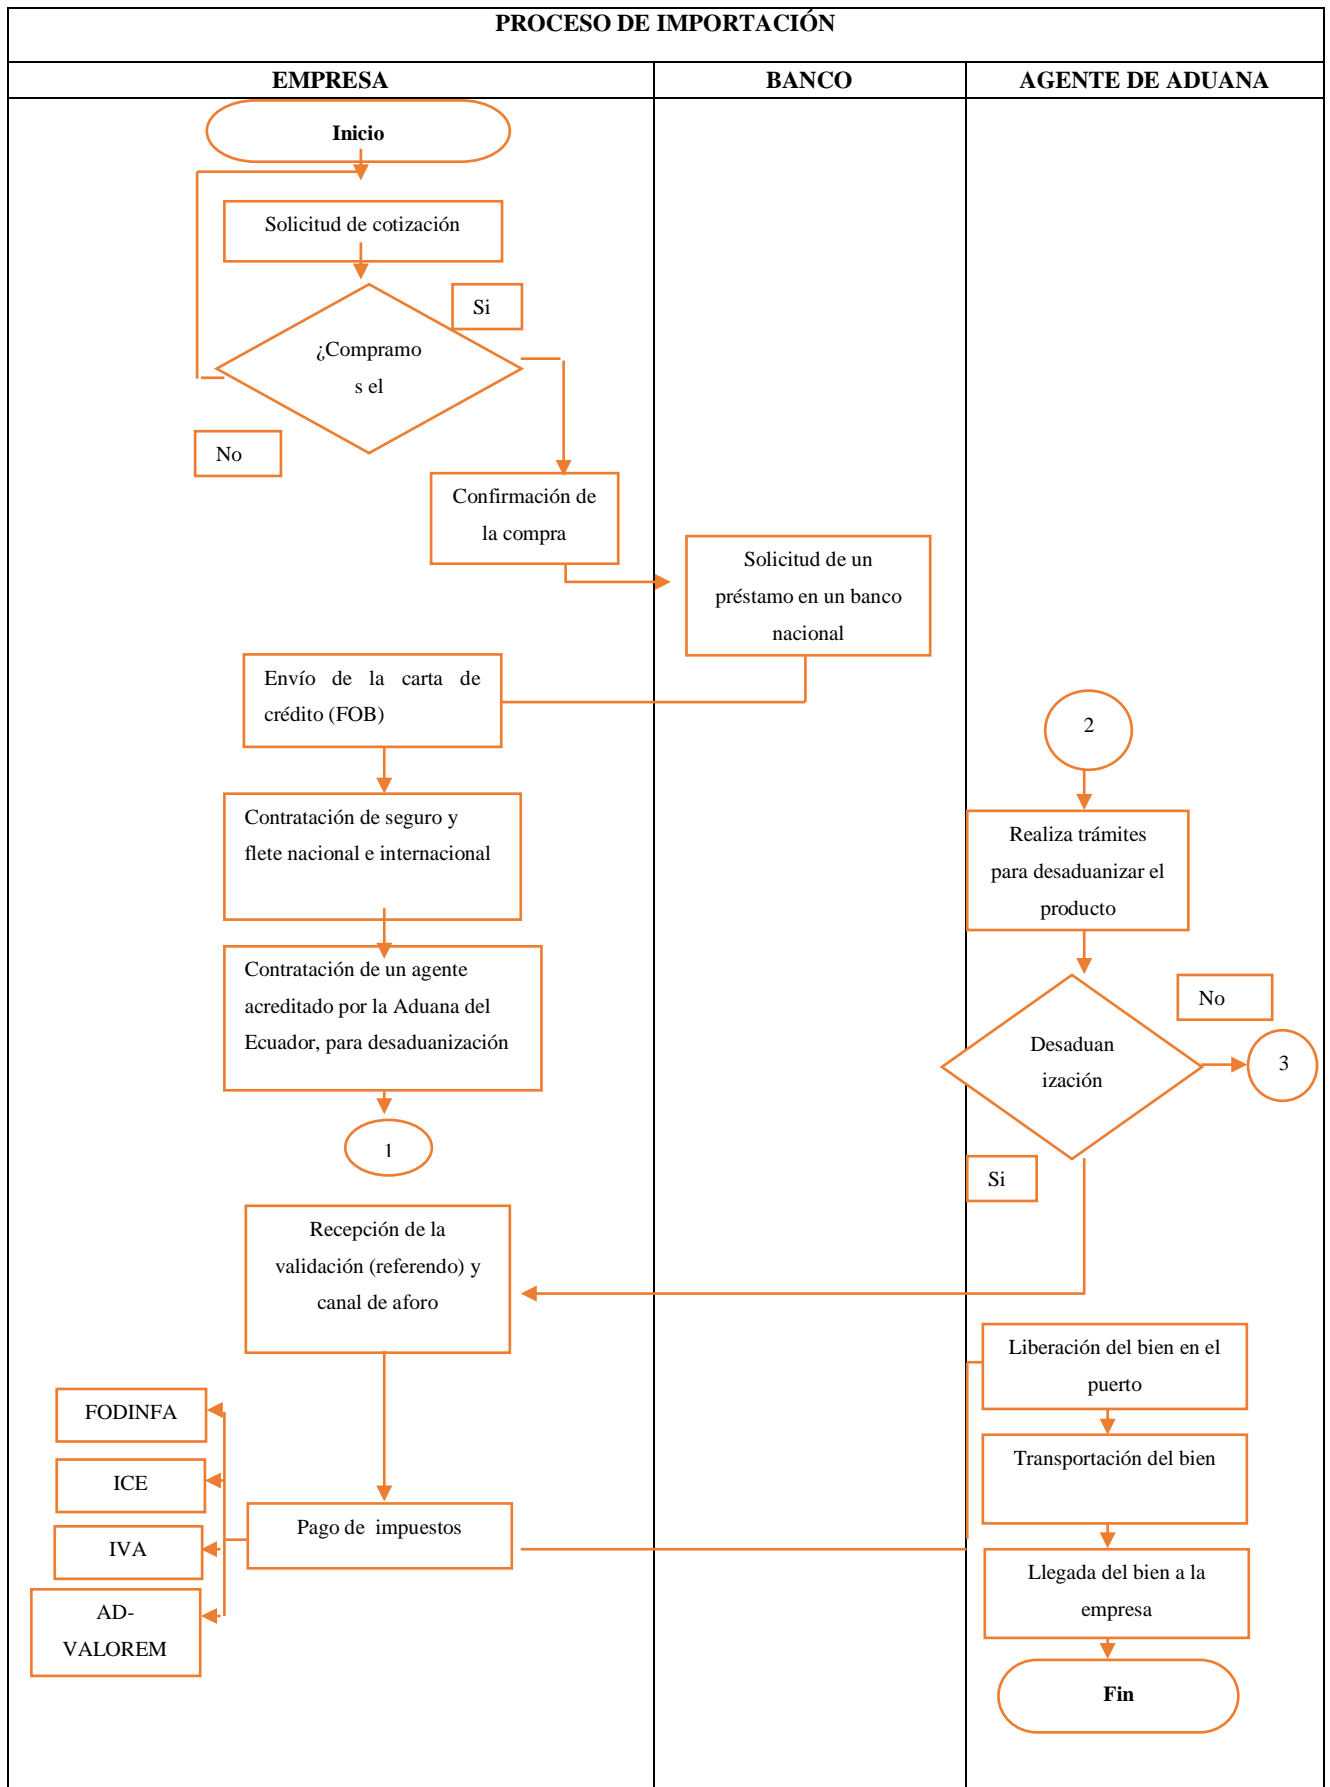 PROCESO DE IMPORTACIÓN
EMPRESA
BANCO
AGENTE DE ADUANA
Inicio
Solicitud de cotización
Si
¿Compramo
s el
No
Confirmación de
la compra
Solicitud de un
préstamo en un banco
nacional
Envío de la carta de
crédito (FOB)
2
Contratación de seguro y
flete nacional e internacional
Realiza trámites
para desaduanizar el
producto
Contratación de un agente
acreditado por la Aduana del
Ecuador, para desaduanización
No
Desaduan
ización
3
1
Si
Recepción de la
validación (referendo) y
canal de aforo
Liberación del bien en el
puerto
FODINFA
Transportación del bien
ICE
Pago de impuestos
IVA
Llegada del bien a la
empresa
AD-
VALOREM
Fin